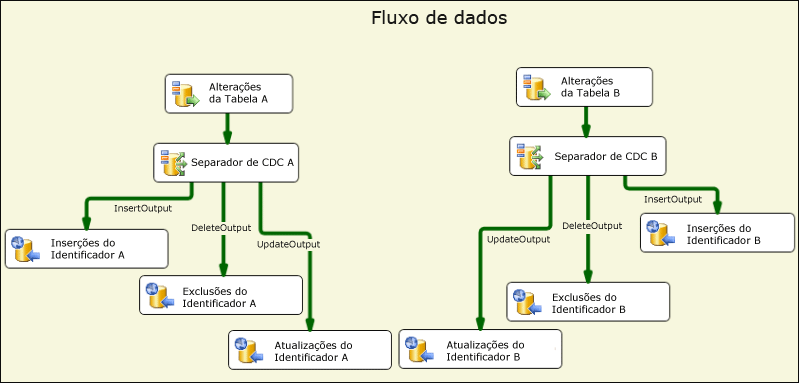 Fluxo de dados
Alterações
da Tabela A
Separador de CDC A
InsertOutput
DeleteOutput
UpdateOutput
Inserções do
Identificador A
Exclusões do
Identificador A
Atualizações do
Identificador A
Alterações
da Tabela B
Separador de CDC B
InsertOutput
DeleteOutput
UpdateOutput
Inserções do
Identificador B
Exclusões do
Identificador B
Atualizações do
Identificador B